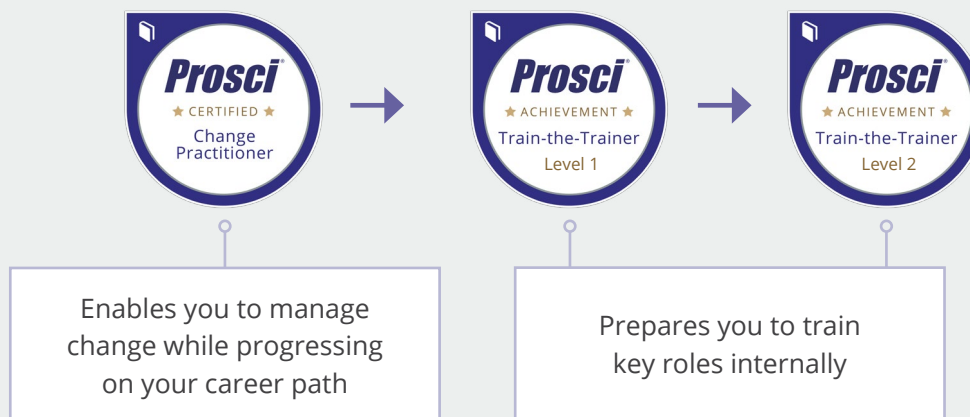 Prosci®
★ CERTIFIED ★
Change
Practitioner
Prosci®
★ ACHIEVEMENT ★
Train-the-Trainer
Level 1
Prosci®
★ ACHIEVEMENT ★
Train-the-Trainer
Level 2
Enables you to manage
change while progressing
on your career path
Prepares you to train
key roles internally